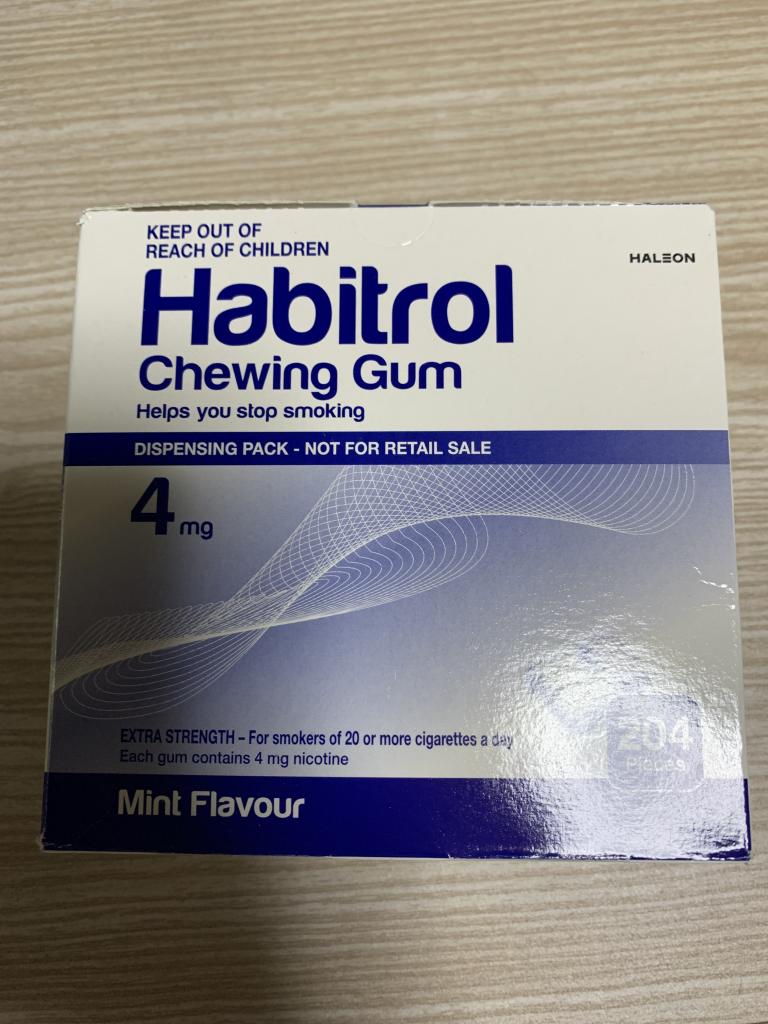 KEEP OUT OF
REACH OF CHILDREN
HALEON
Habitrol
Chewing Gum
Helps you stop smoking
DISPENSING PACK - NOT FOR RETAIL SALE
4 mg
EXTRA STRENGTH – For smokers of 20 or more cigarettes a day
Each gum contains 4 mg nicotine
204
Pieces
Mint Flavour